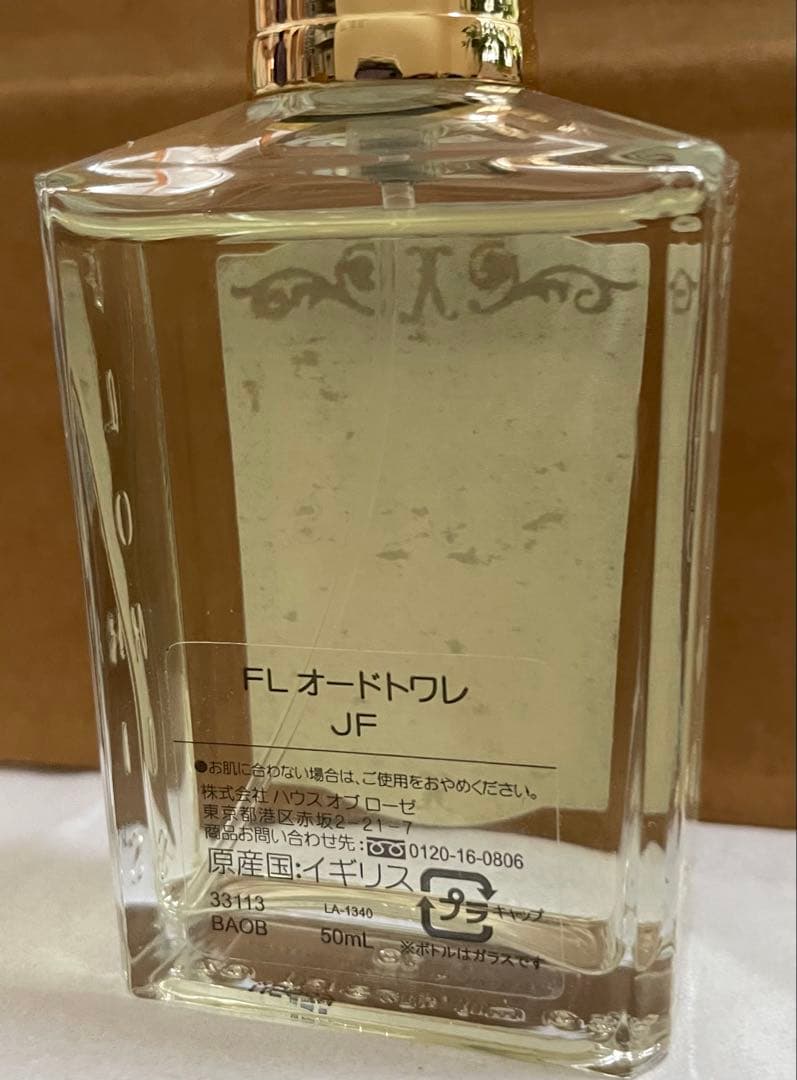 FL オードトワレ
JF
●お肌に合わない場合は、ご使用をおやめください。
株式会社 ハウス オブ ローゼ
東京都港区赤坂2-21-7
商品お問い合わせ先: 0120-16-0806
原産国:イギリス
33113 LA-1340 プラ キャップ
BAOB 50mL ※ボトルはガラスです